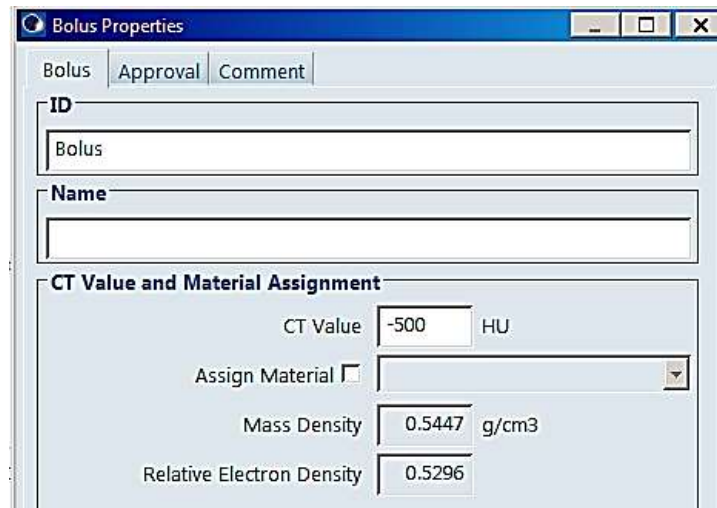 Bolus Properties
Bolus Approval Comment
ID
Bolus
Name
CT Value and Material Assignment
CT Value -500 HU
Assign Material
Mass Density 0.5447 g/cm3
Relative Electron Density 0.5296